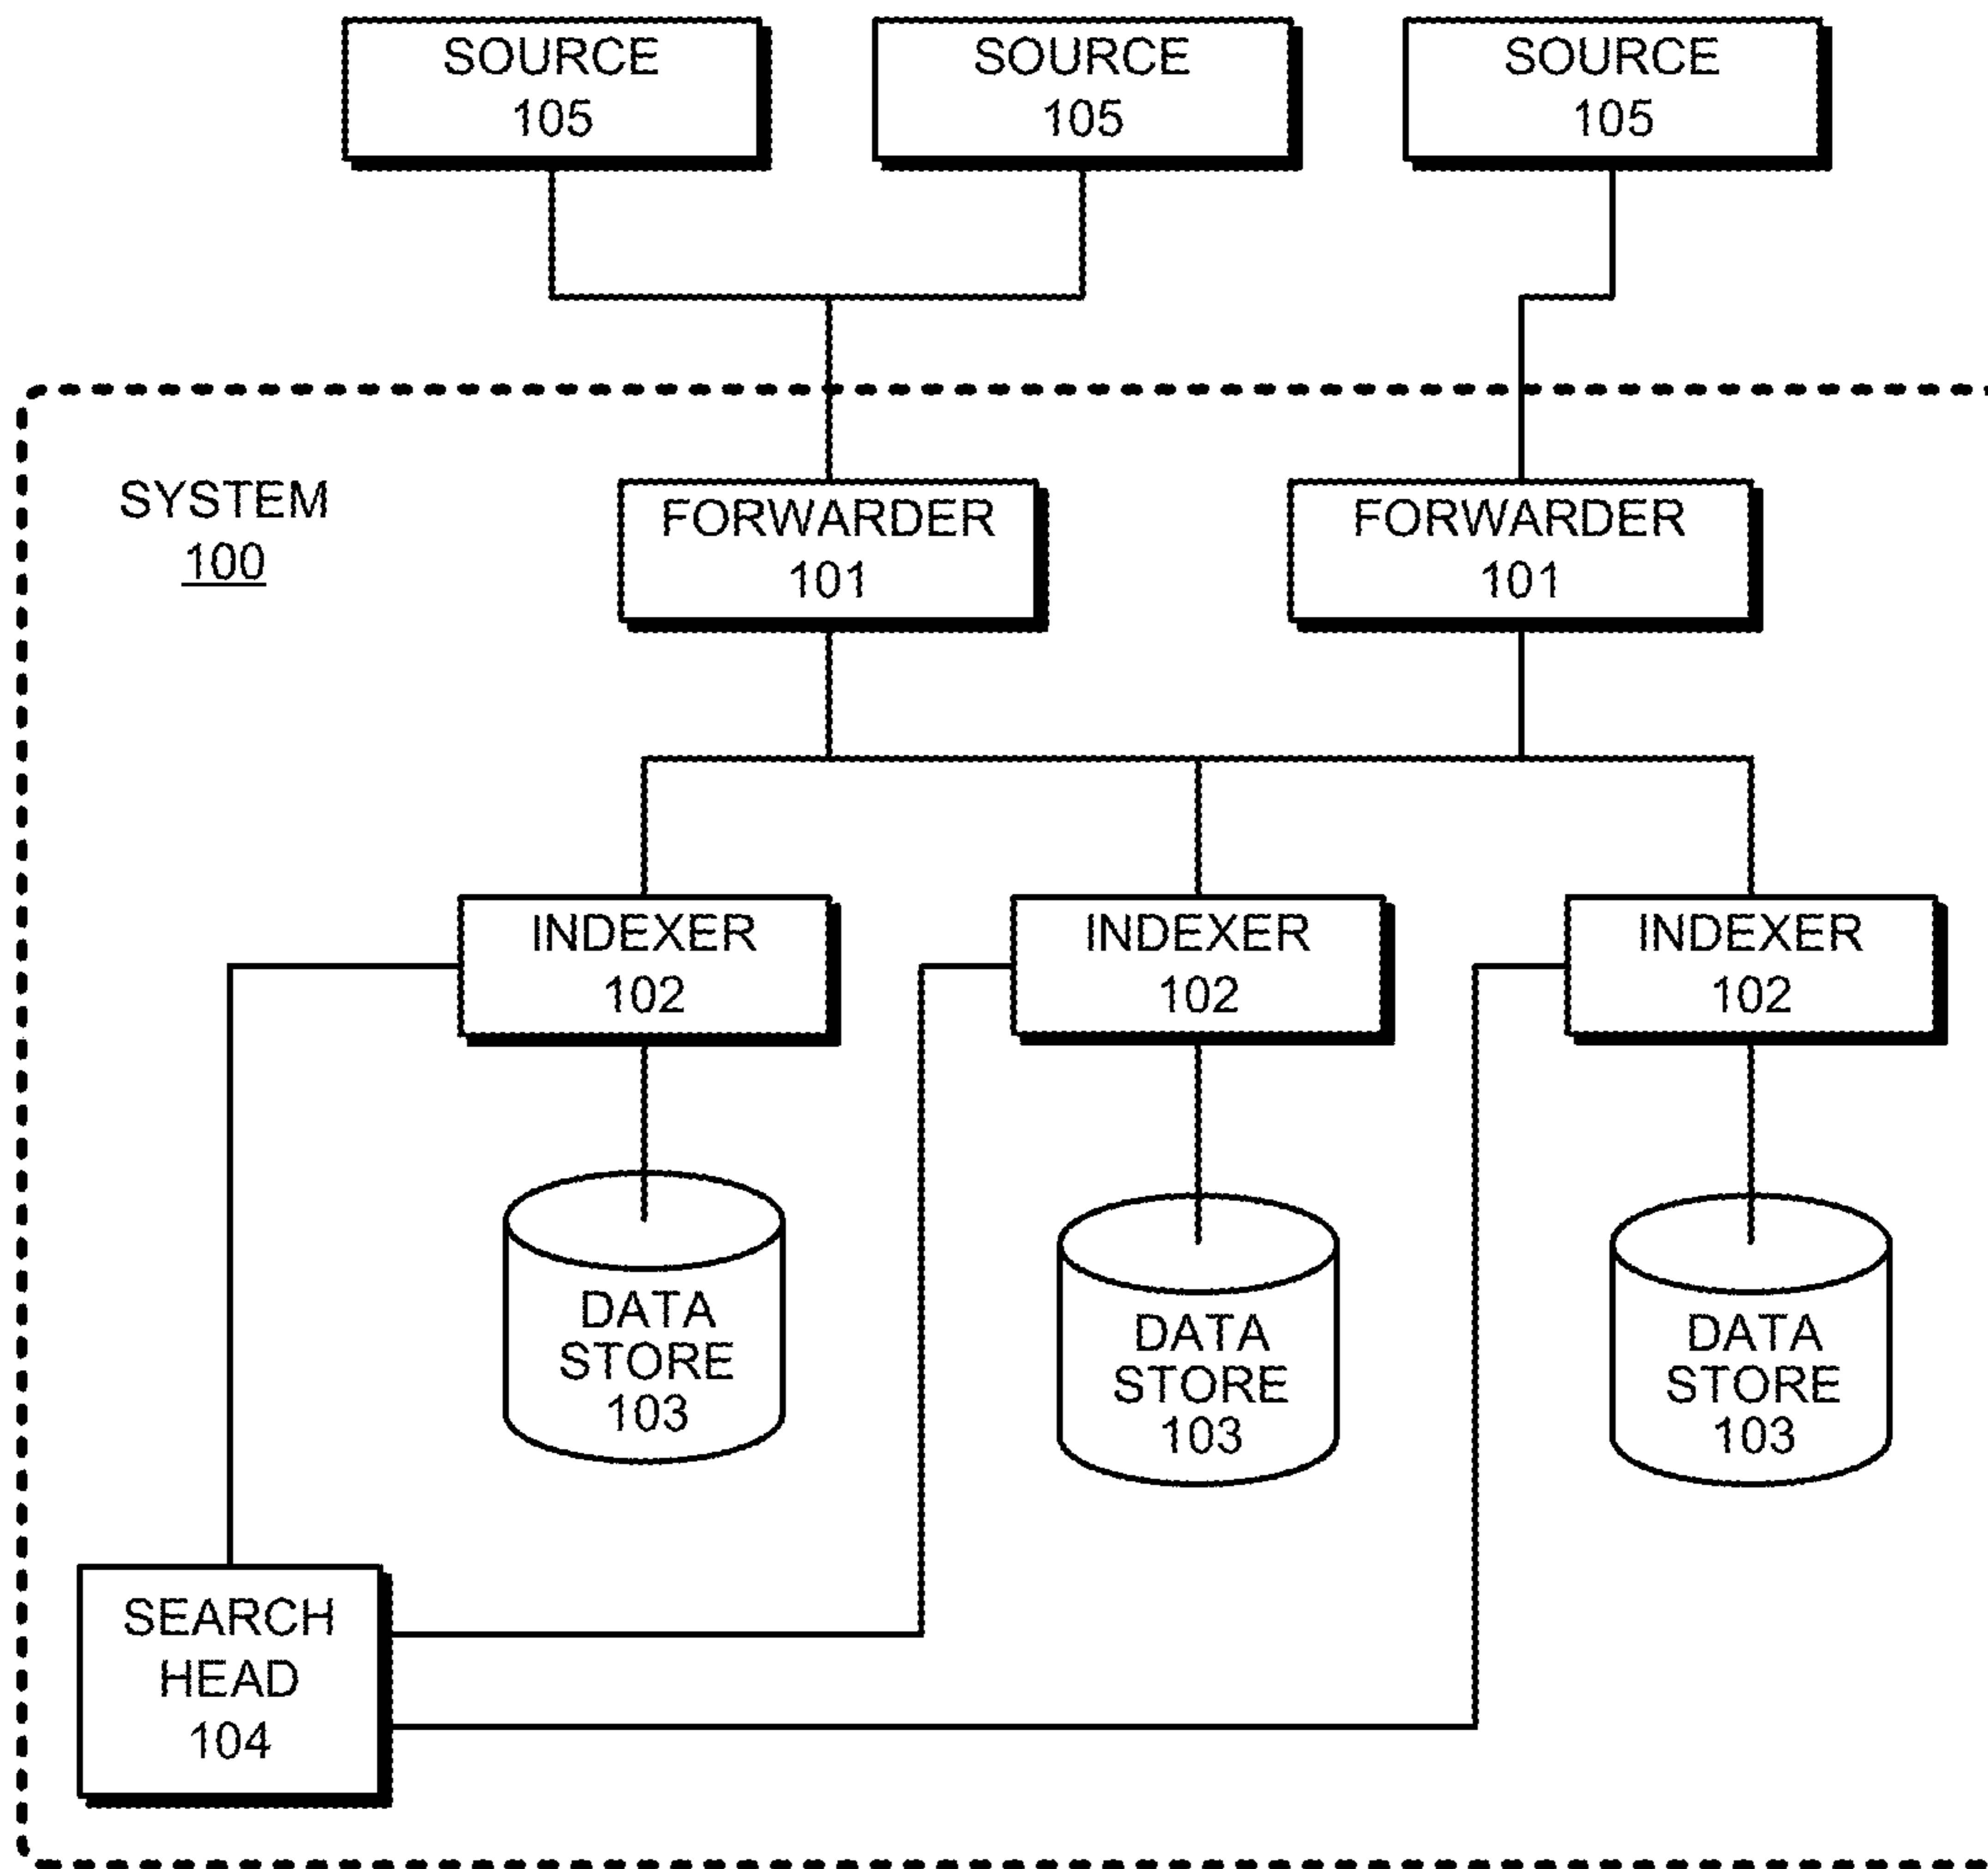 SOURCE
105
SOURCE
105
SOURCE
105
SYSTEM
100
FORWARDER
101
FORWARDER
101
INDEXER
102
INDEXER
102
INDEXER
102
DATA
STORE
103
DATA
STORE
103
DATA
STORE
103
SEARCH
HEAD
104